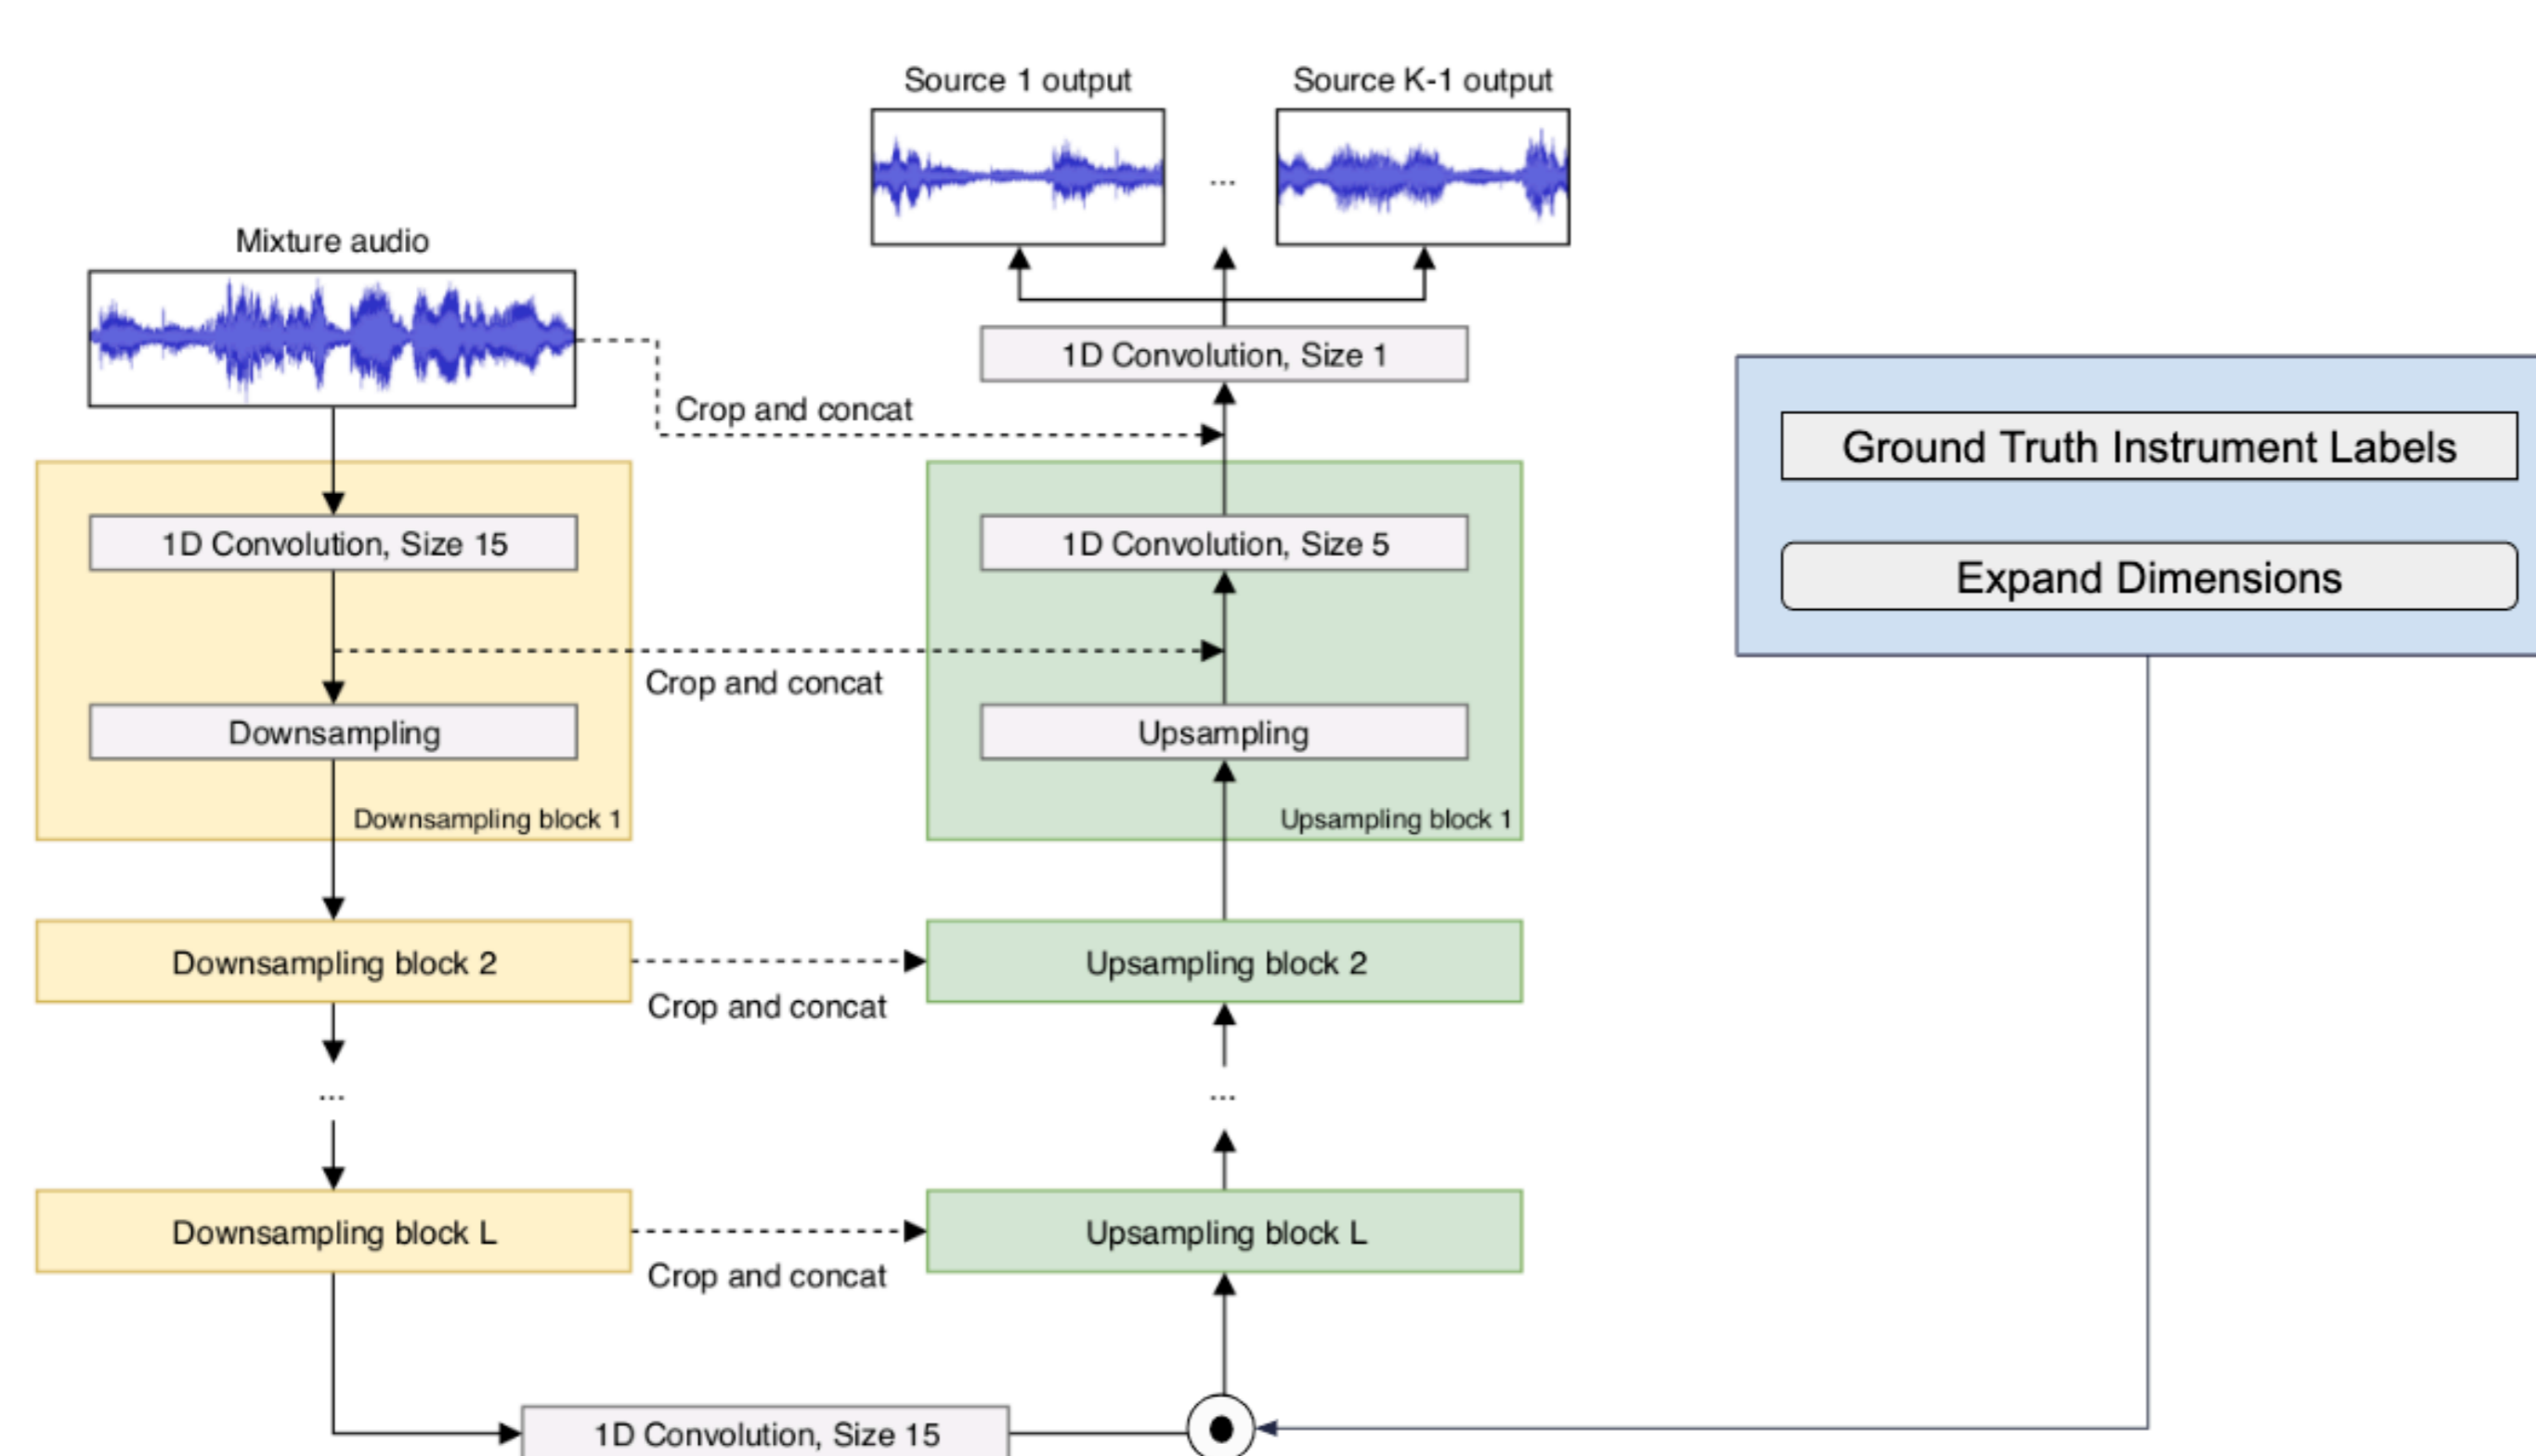 Source 1 output
Source K-1 output
...
Mixture audio
1D Convolution, Size 1
Crop and concat
Ground Truth Instrument Labels
1D Convolution, Size 15
1D Convolution, Size 5
Expand Dimensions
Crop and concat
Downsampling
Upsampling
Downsampling block 1
Upsampling block 1
Downsampling block 2
Upsampling block 2
Crop and concat
...
...
Downsampling block L
Upsampling block L
Crop and concat
1D Convolution, Size 15